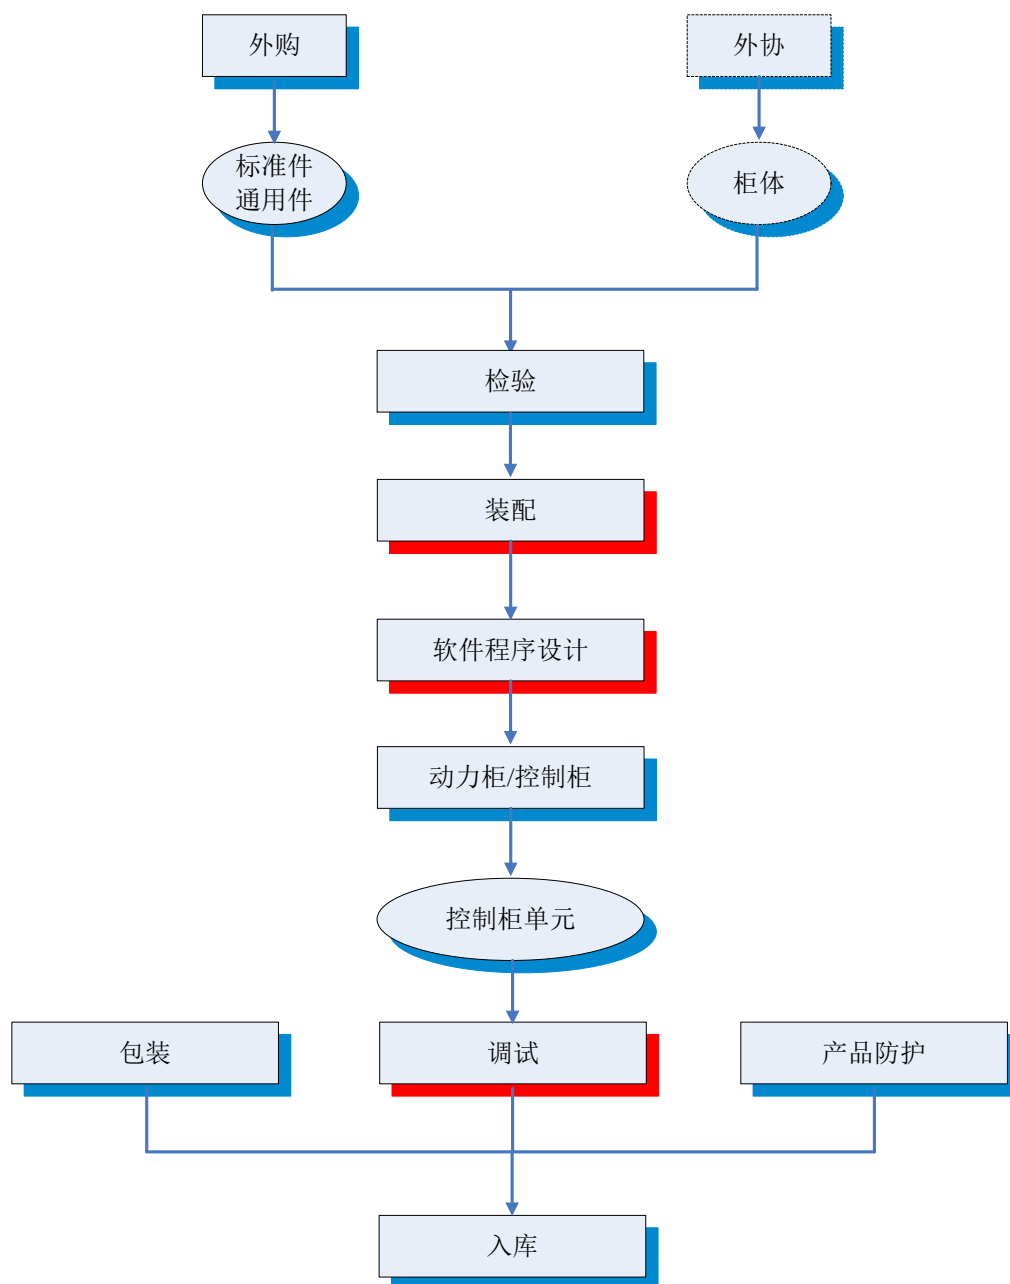 外购
外协
标准件
通用件
柜体
检验
装配
软件程序设计
动力柜/控制柜
控制柜单元
包装
调试
产品防护
入库